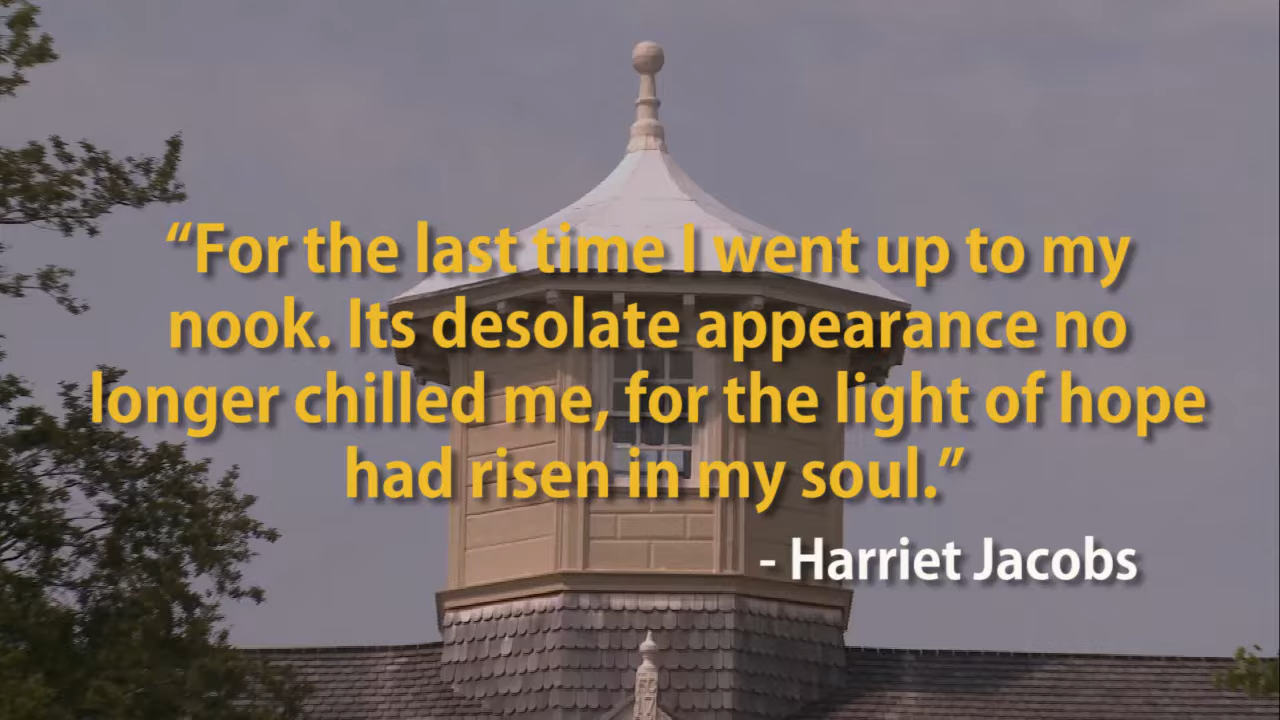 “For the last time I went up to my
nook. Its desolate appearance no
longer chilled me, for the light of hope
had risen in my soul.”
- Harriet Jacobs